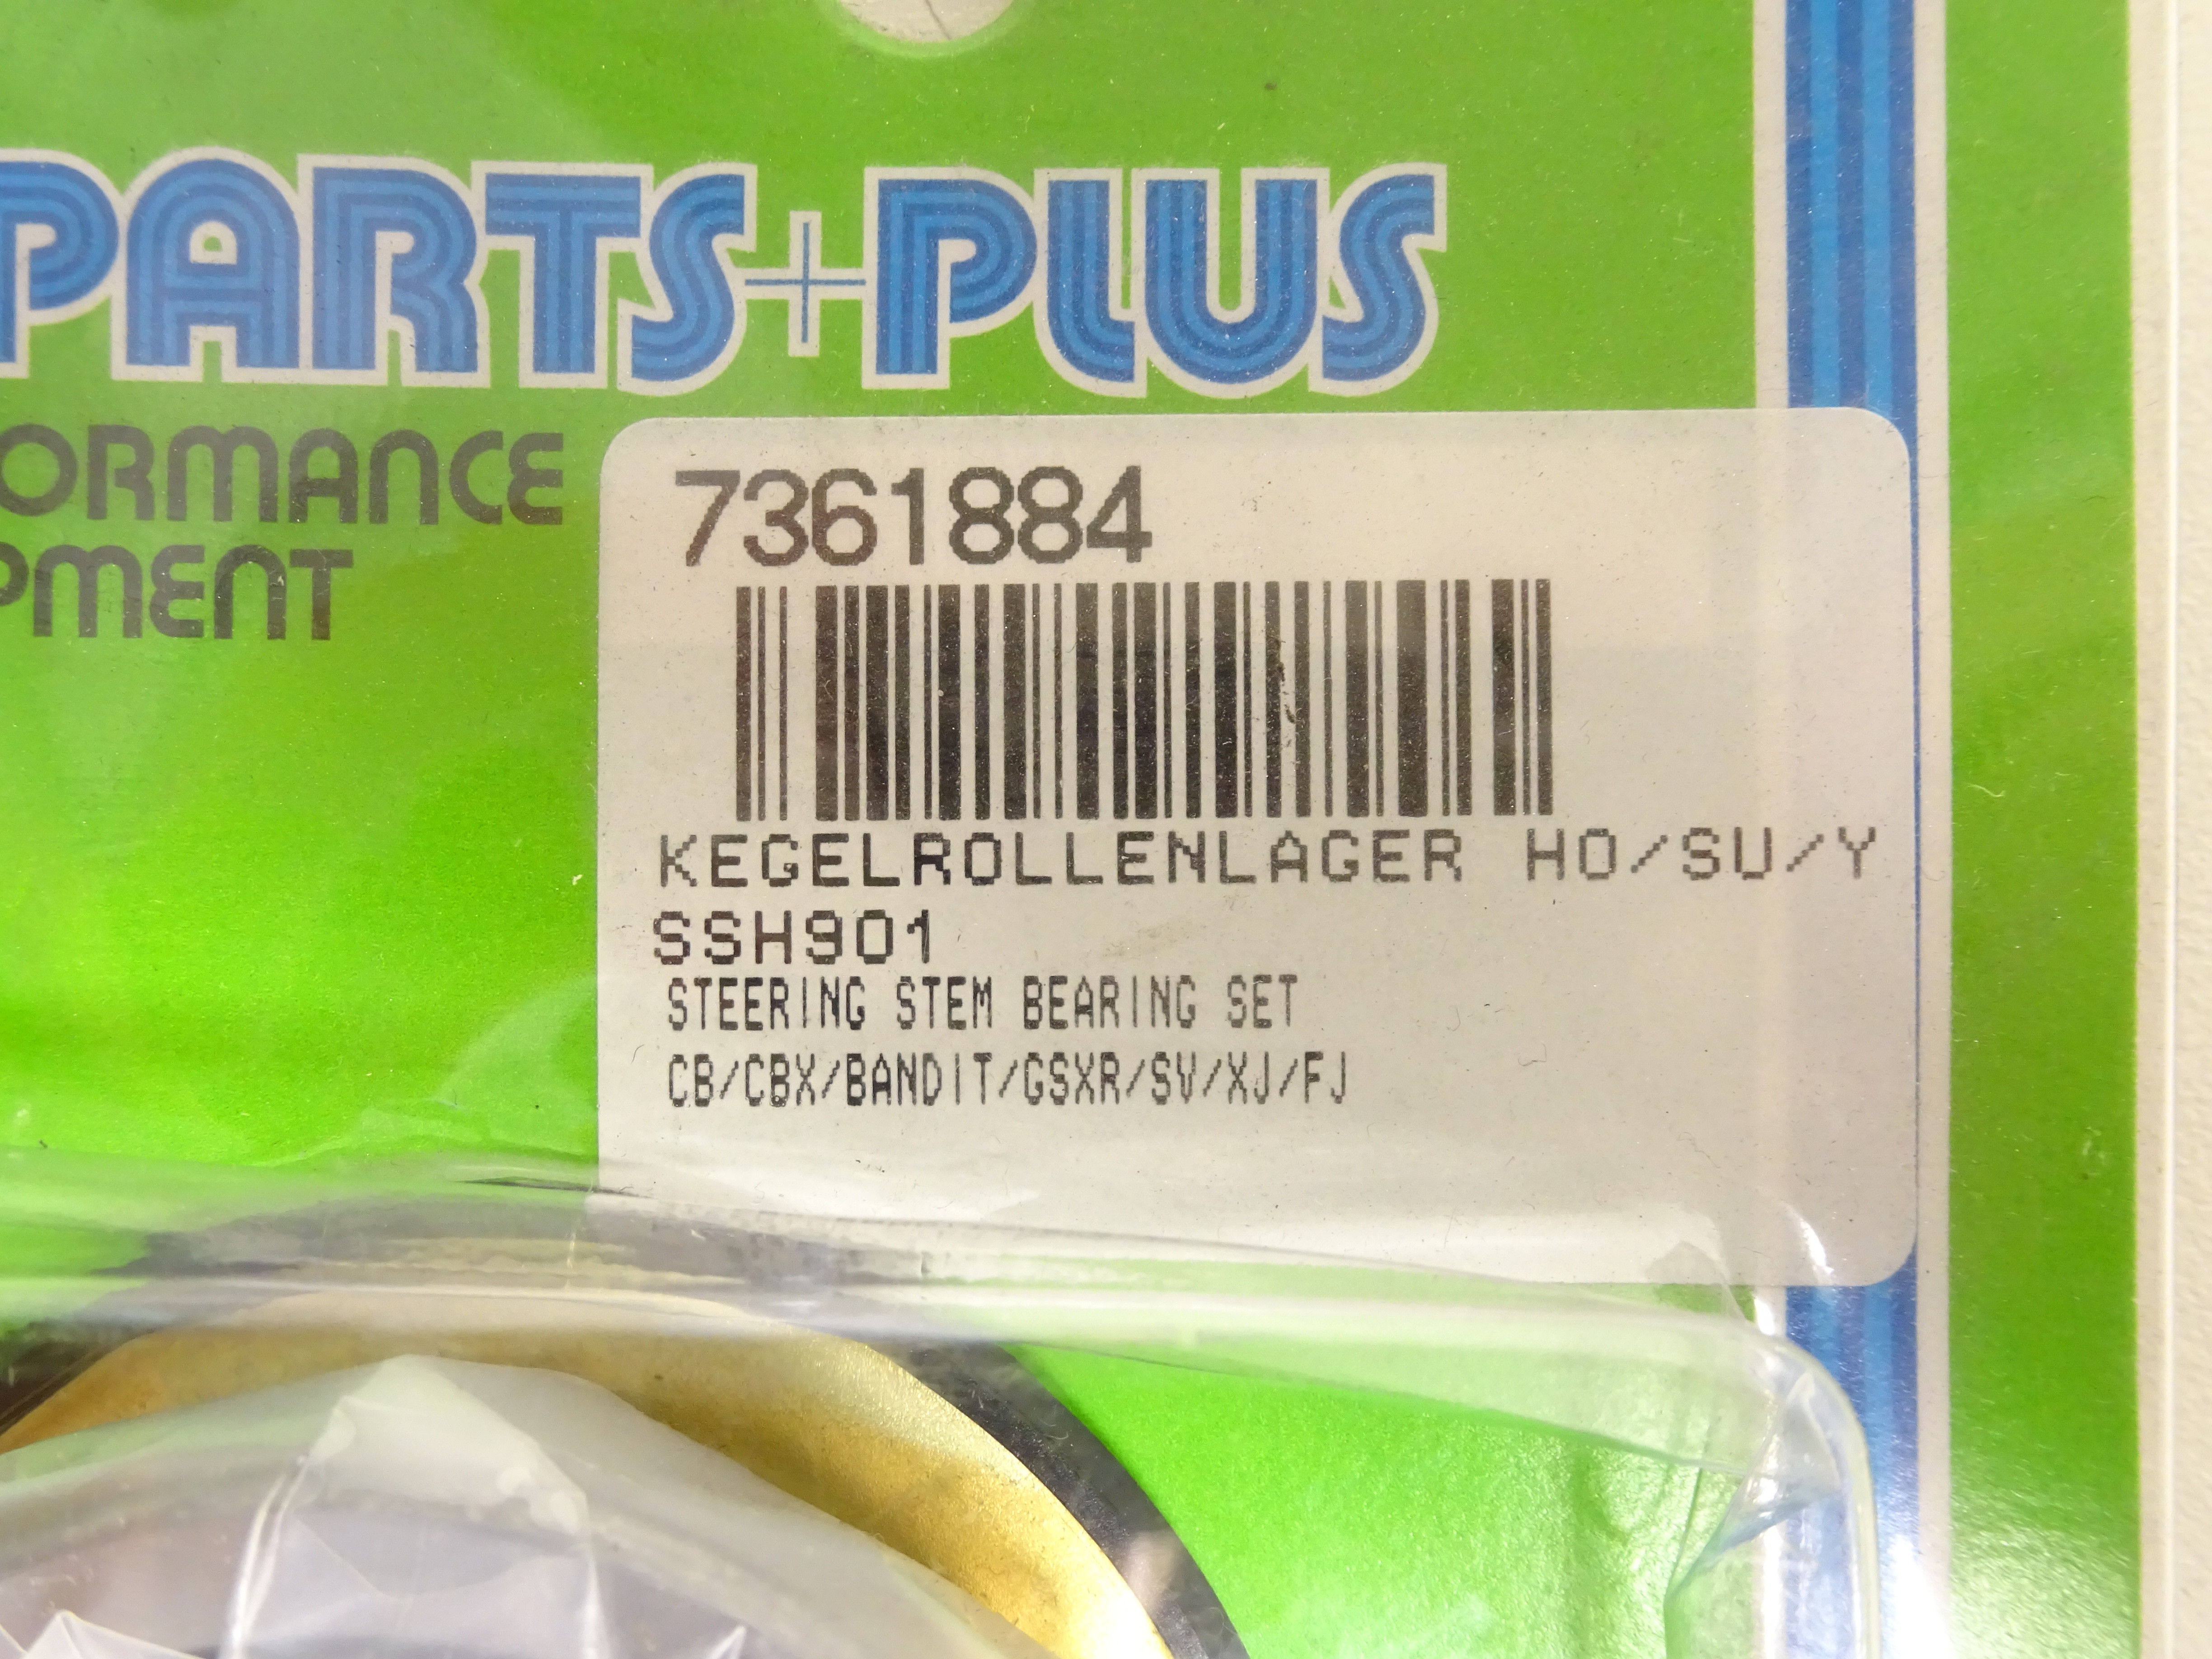 PARTS+PLUS
ORMANCE
PMENT
7361884
KEGELROLLENLAGER HO/SU/Y
SSH901
STEERING STEM BEARING SET
CB/CBX/BANDIT/GSXR/SV/XJ/FJ